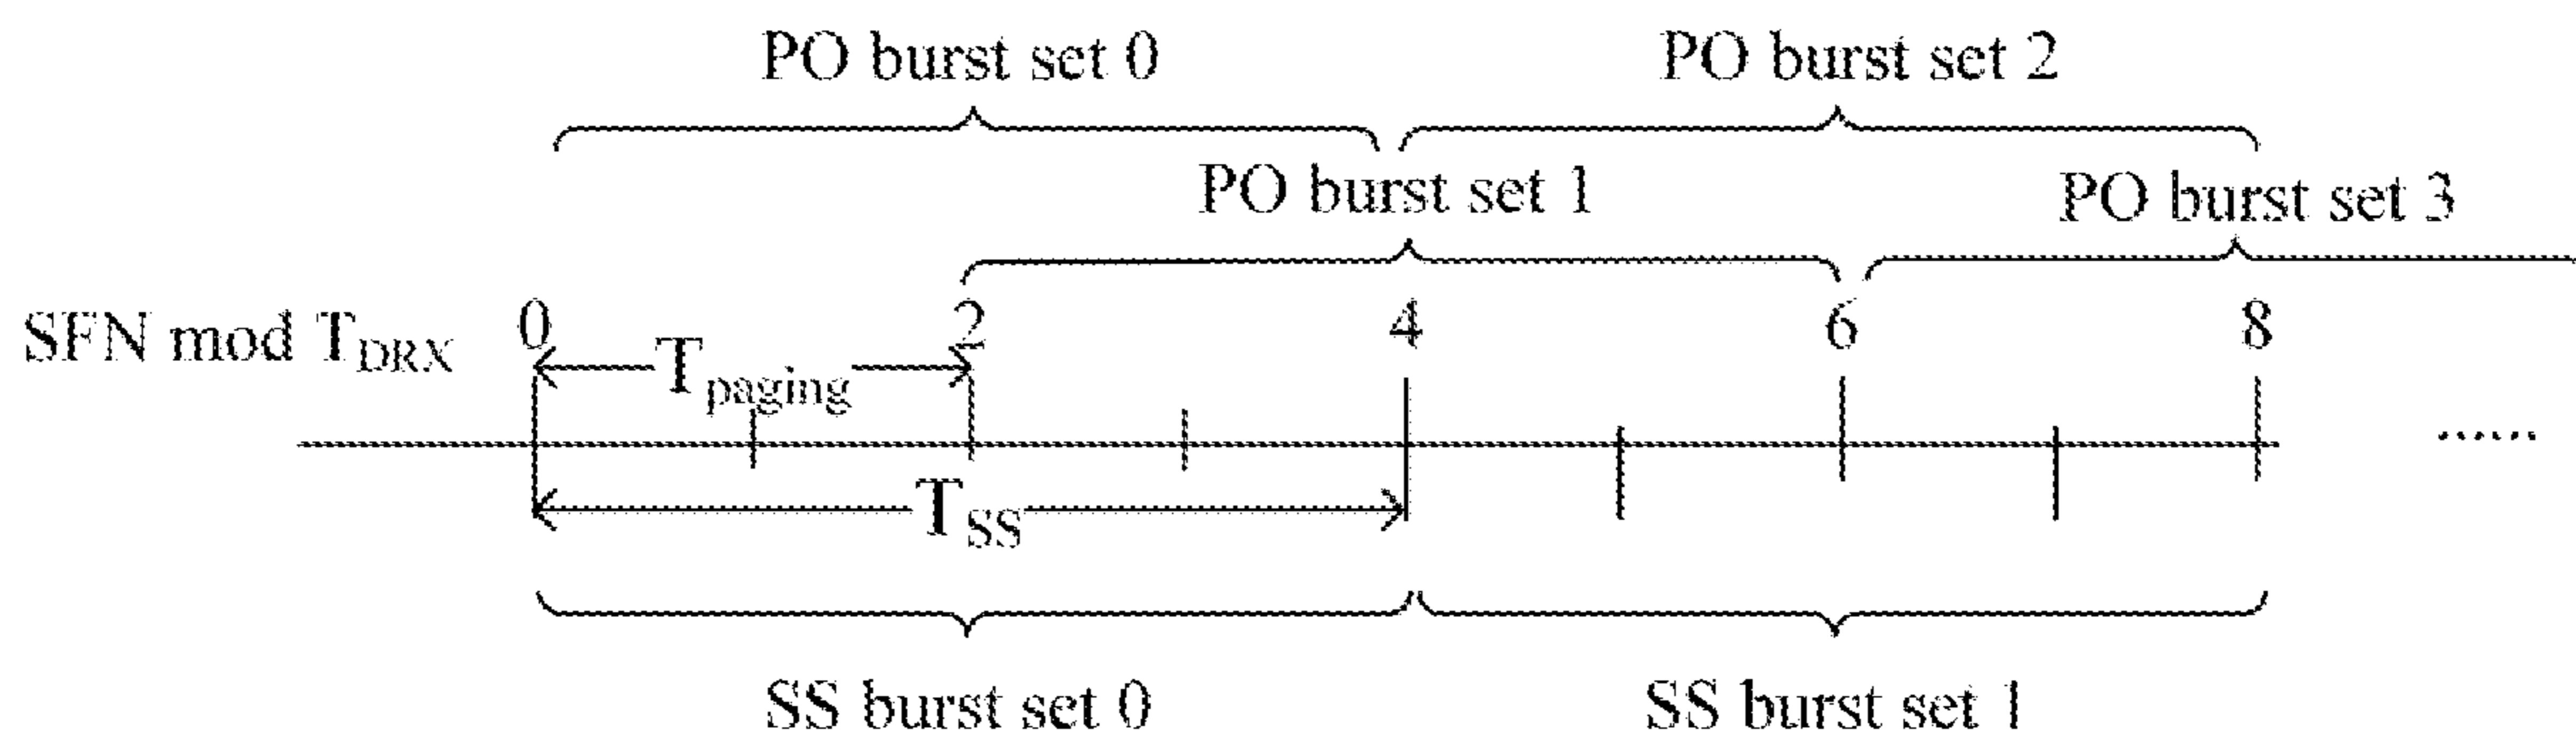 PO burst set 0 PO burst set 2
PO burst set 1 PO burst set 3
SFN mod T_DRX 0 2 4 6 8
T_paging
......
T_SS
SS burst set 0 SS burst set 1